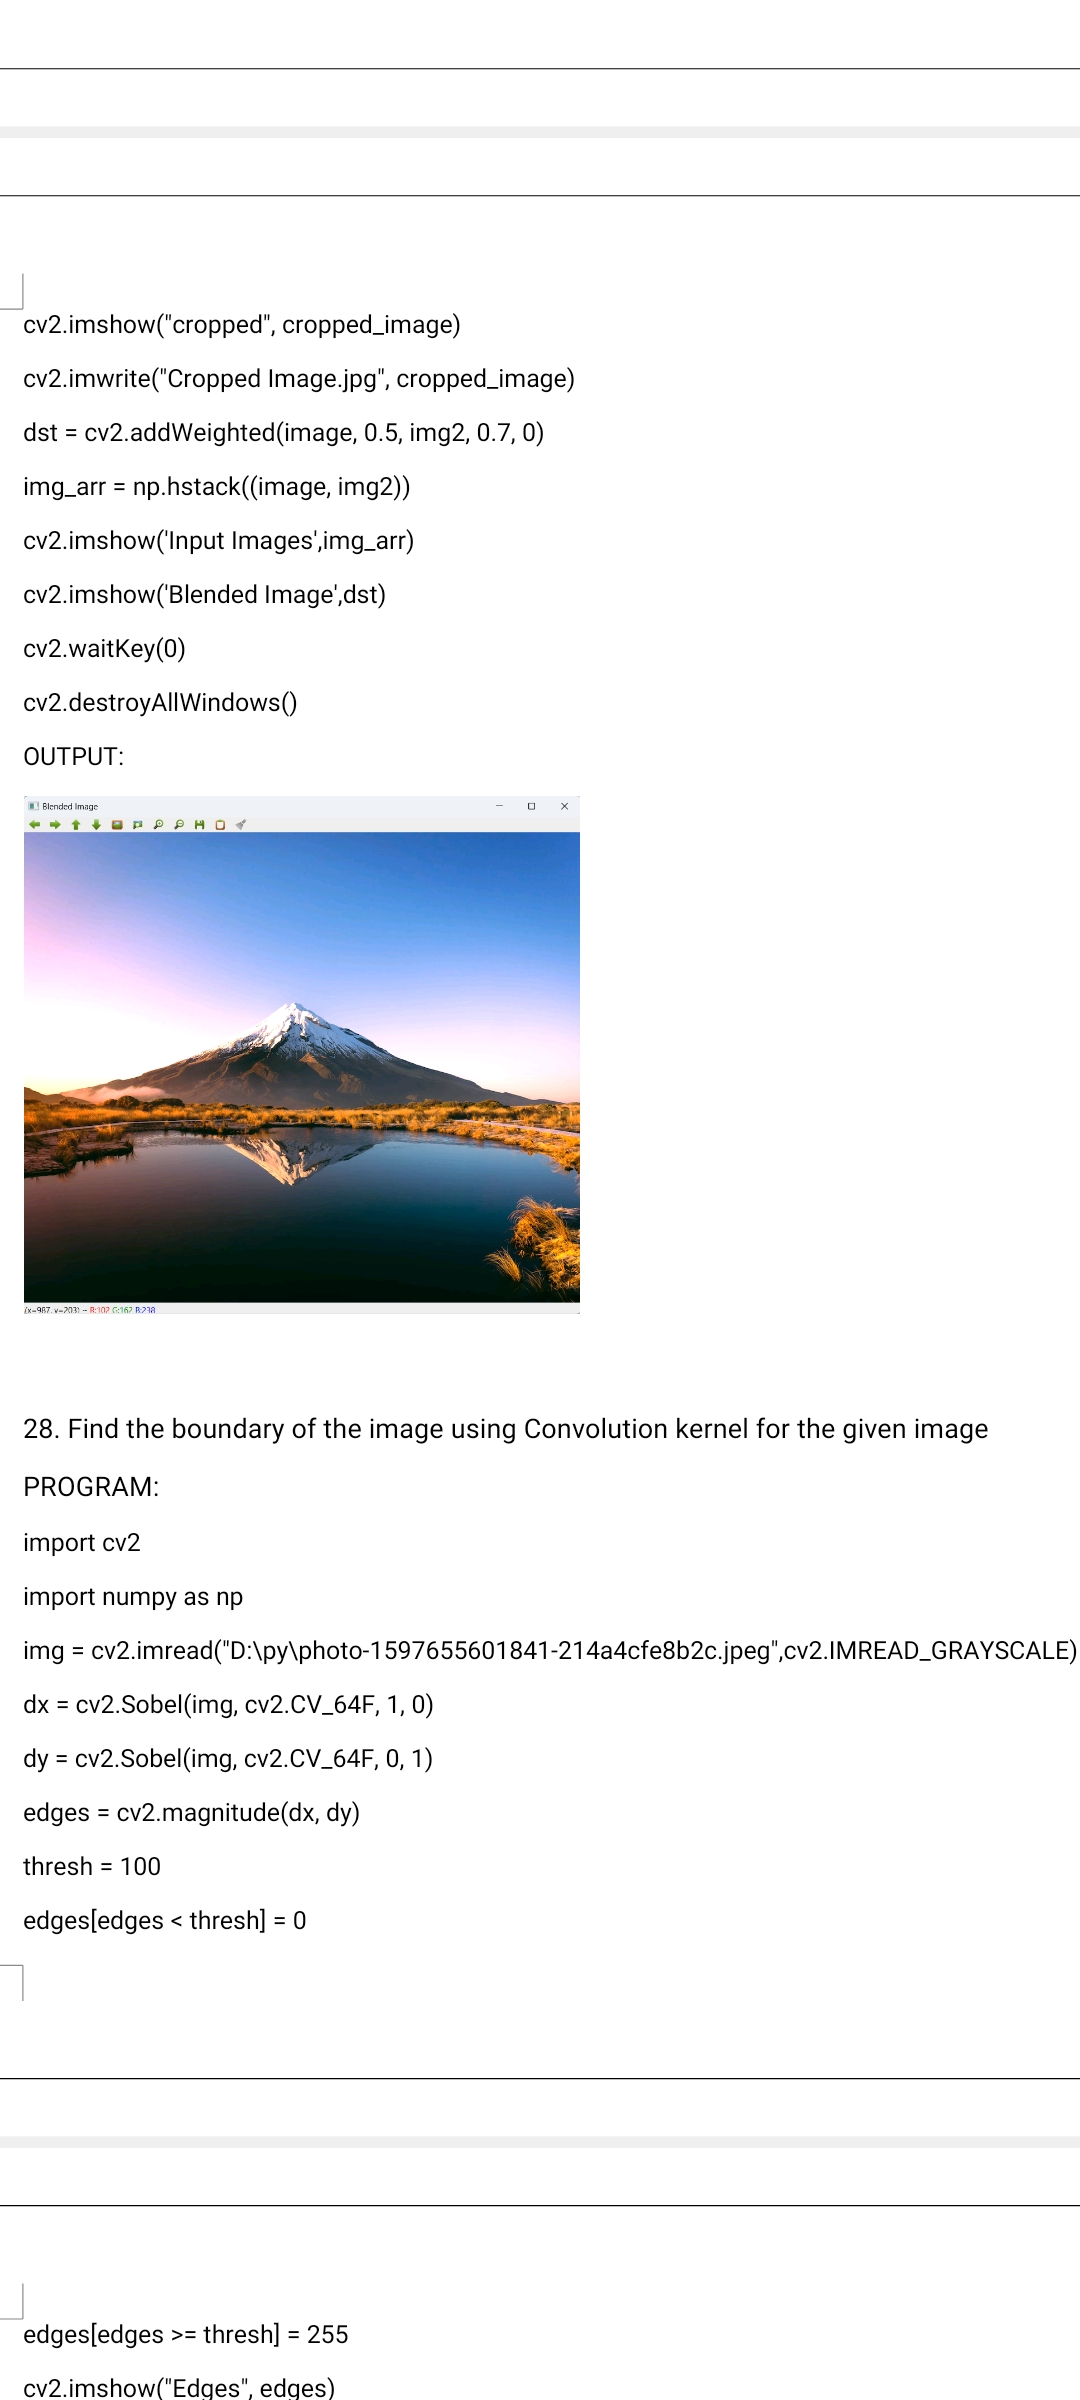 cv2.imshow("cropped", cropped_image)
cv2.imwrite("Cropped Image.jpg", cropped_image)
dst = cv2.addWeighted(image, 0.5, img2, 0.7, 0)
img_arr = np.hstack((image, img2))
cv2.imshow('Input Images',img_arr)
cv2.imshow('Blended Image',dst)
cv2.waitKey(0)
cv2.destroyAllWindows()
OUTPUT:
Blended Image
(x=987, y=203) ~ R:102 G:162 B:238
28. Find the boundary of the image using Convolution kernel for the given image
PROGRAM:
import cv2
import numpy as np
img = cv2.imread("D:\py\photo-1597655601841-214a4cfe8b2c.jpeg",cv2.IMREAD_GRAYSCALE)
dx = cv2.Sobel(img, cv2.CV_64F, 1, 0)
dy = cv2.Sobel(img, cv2.CV_64F, 0, 1)
edges = cv2.magnitude(dx, dy)
thresh = 100
edges[edges < thresh] = 0
edges[edges >= thresh] = 255
cv2.imshow("Edges", edges)